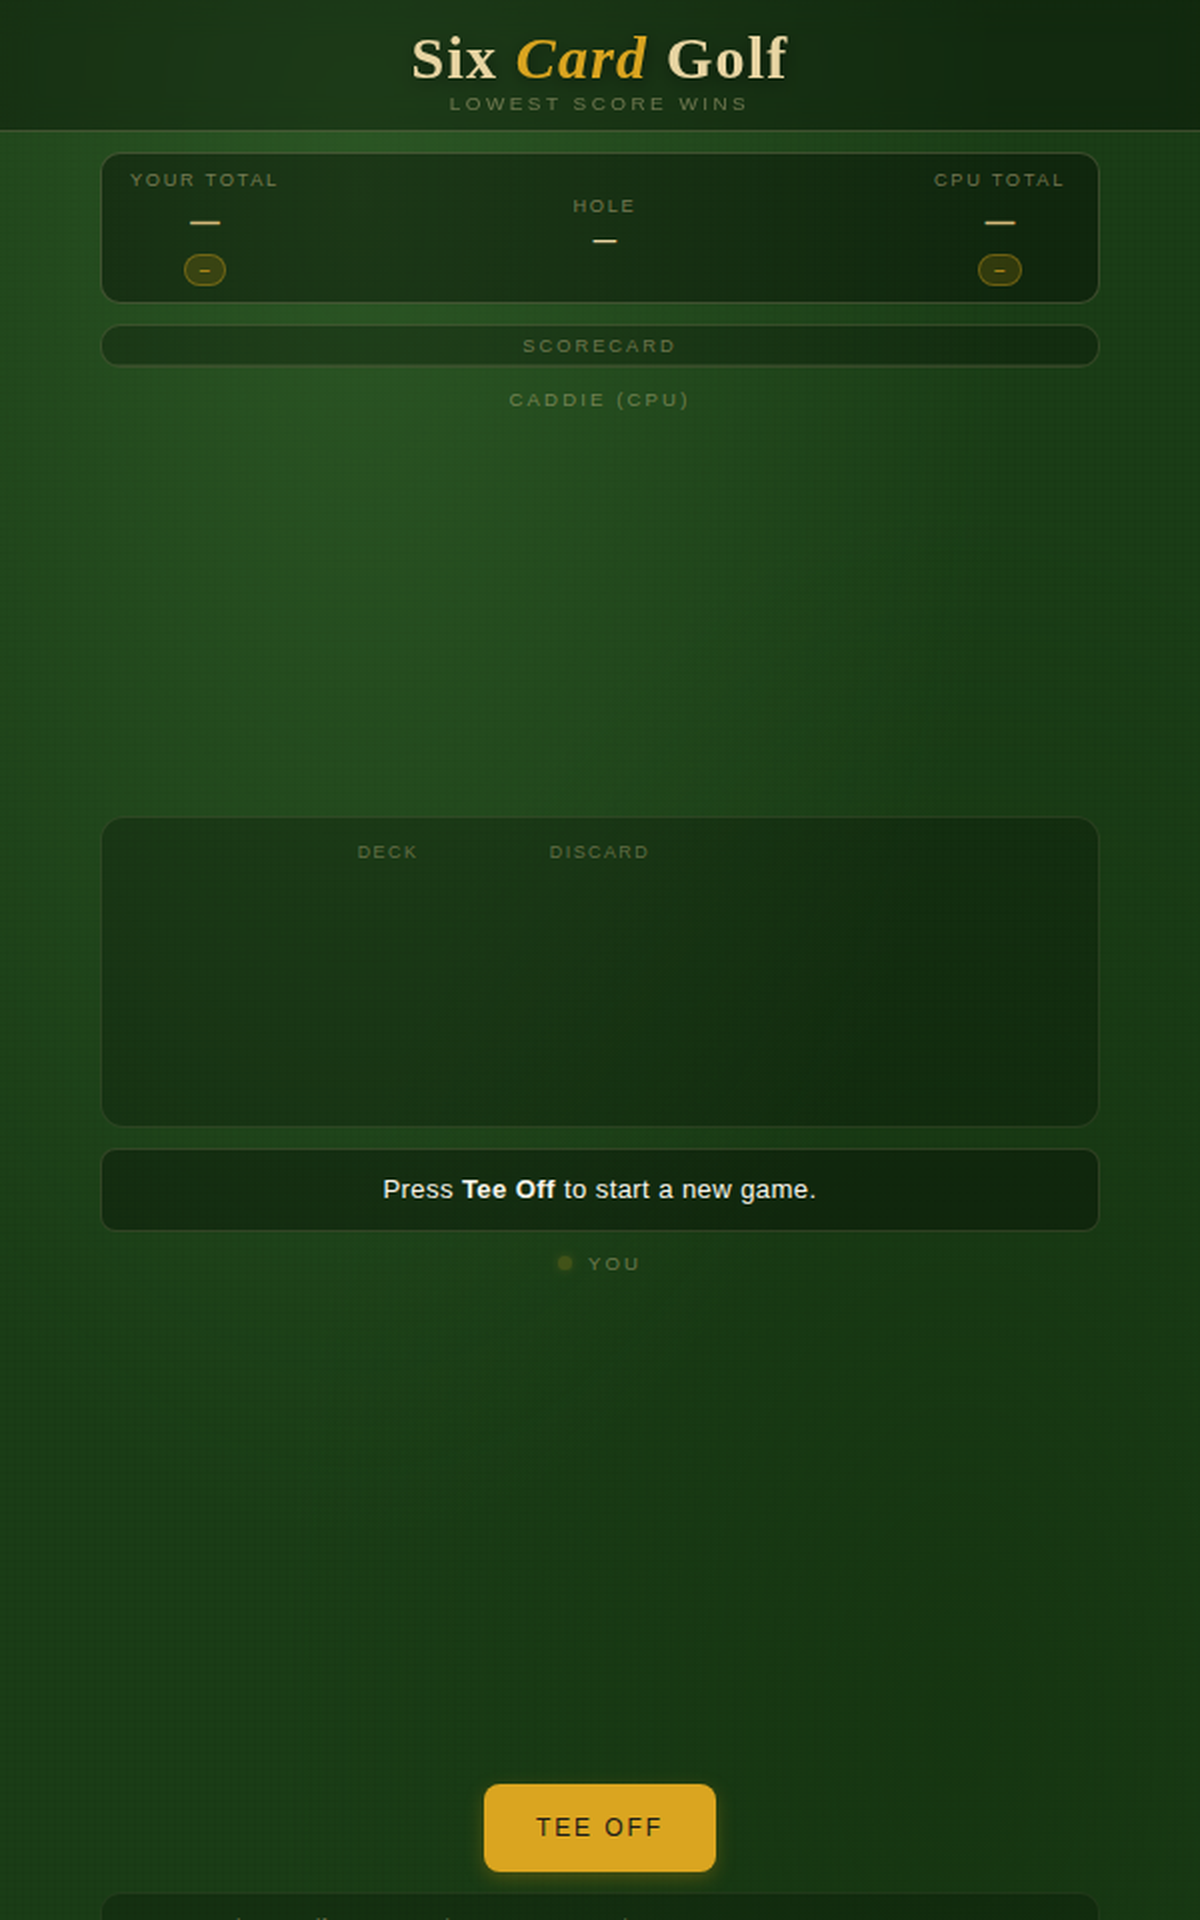 Six Card Golf
LOWEST SCORE WINS
YOUR TOTAL
—
–
HOLE
—
CPU TOTAL
—
–
SCORECARD
CADDIE (CPU)
DECK
DISCARD
Press Tee Off to start a new game.
YOU
TEE OFF